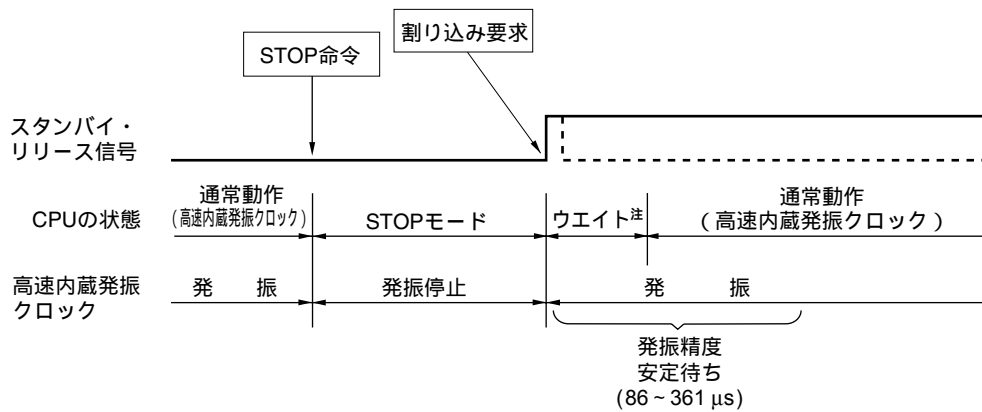 割り込み要求
STOP命令
スタンバイ・
リリース信号
CPUの状態
通常動作
(高速内蔵発振クロック)
STOPモード
ウエイト注
通常動作
(高速内蔵発振クロック)
高速内蔵発振
クロック
発 振
発振停止
発 振
発振精度
安定待ち
(86~361 μs)